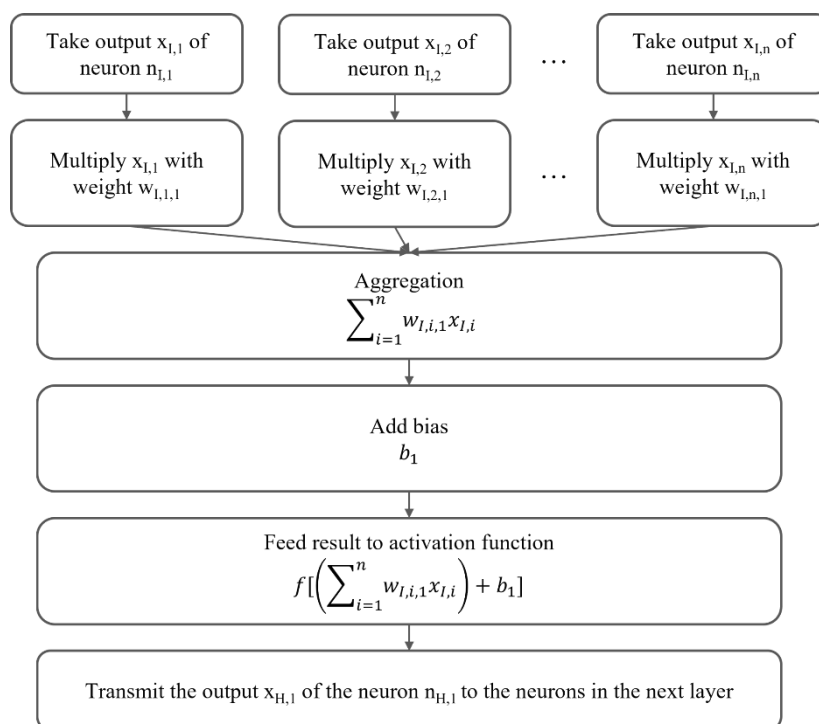 Take output x_{I,1} of
neuron n_{I,1}
Take output x_{I,2} of
neuron n_{I,2}
...
Take output x_{I,n} of
neuron n_{I,n}
Multiply x_{I,1} with
weight w_{I,1,1}
Multiply x_{I,2} with
weight w_{I,2,1}
...
Multiply x_{I,n} with
weight w_{I,n,1}
Aggregation
∑_{i=1}^{n} w_{I,i,1}x_{I,i}
Add bias
b_1
Feed result to activation function
f[(∑_{i=1}^{n} w_{I,i,1}x_{I,i}) + b_1]
Transmit the output x_{H,1} of the neuron n_{H,1} to the neurons in the next layer